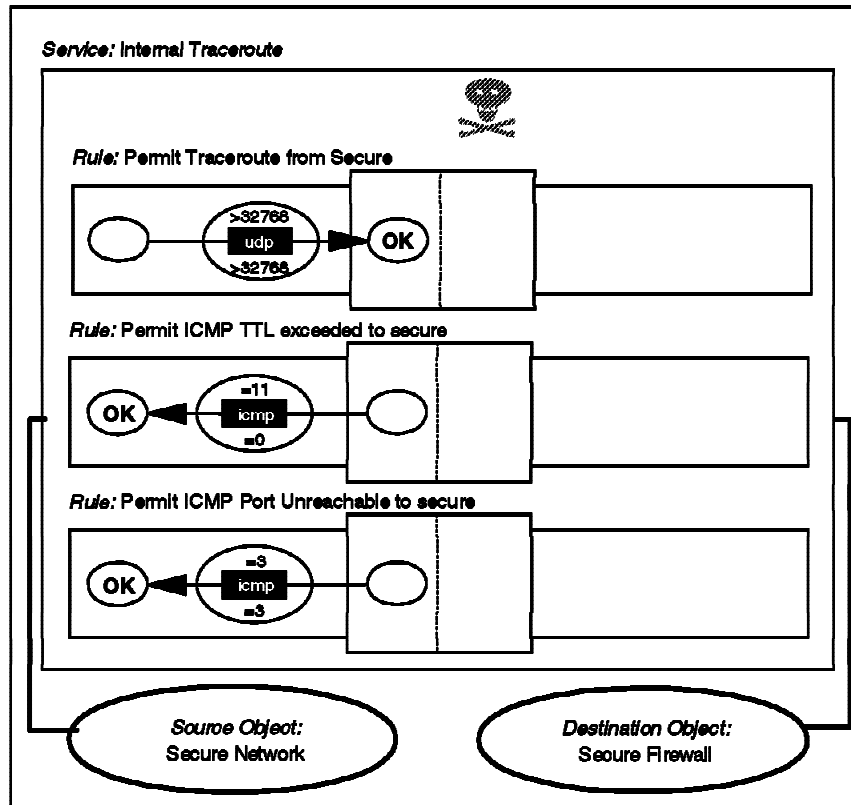 Service: Internal Traceroute
Rule: Permit Traceroute from Secure
>32768
udp
>32768
OK
Rule: Permit ICMP TTL exceeded to secure
OK
=11
icmp
=0
Rule: Permit ICMP Port Unreachable to secure
OK
=3
icmp
=3
Source Object:
Secure Network
Destination Object:
Secure Firewall